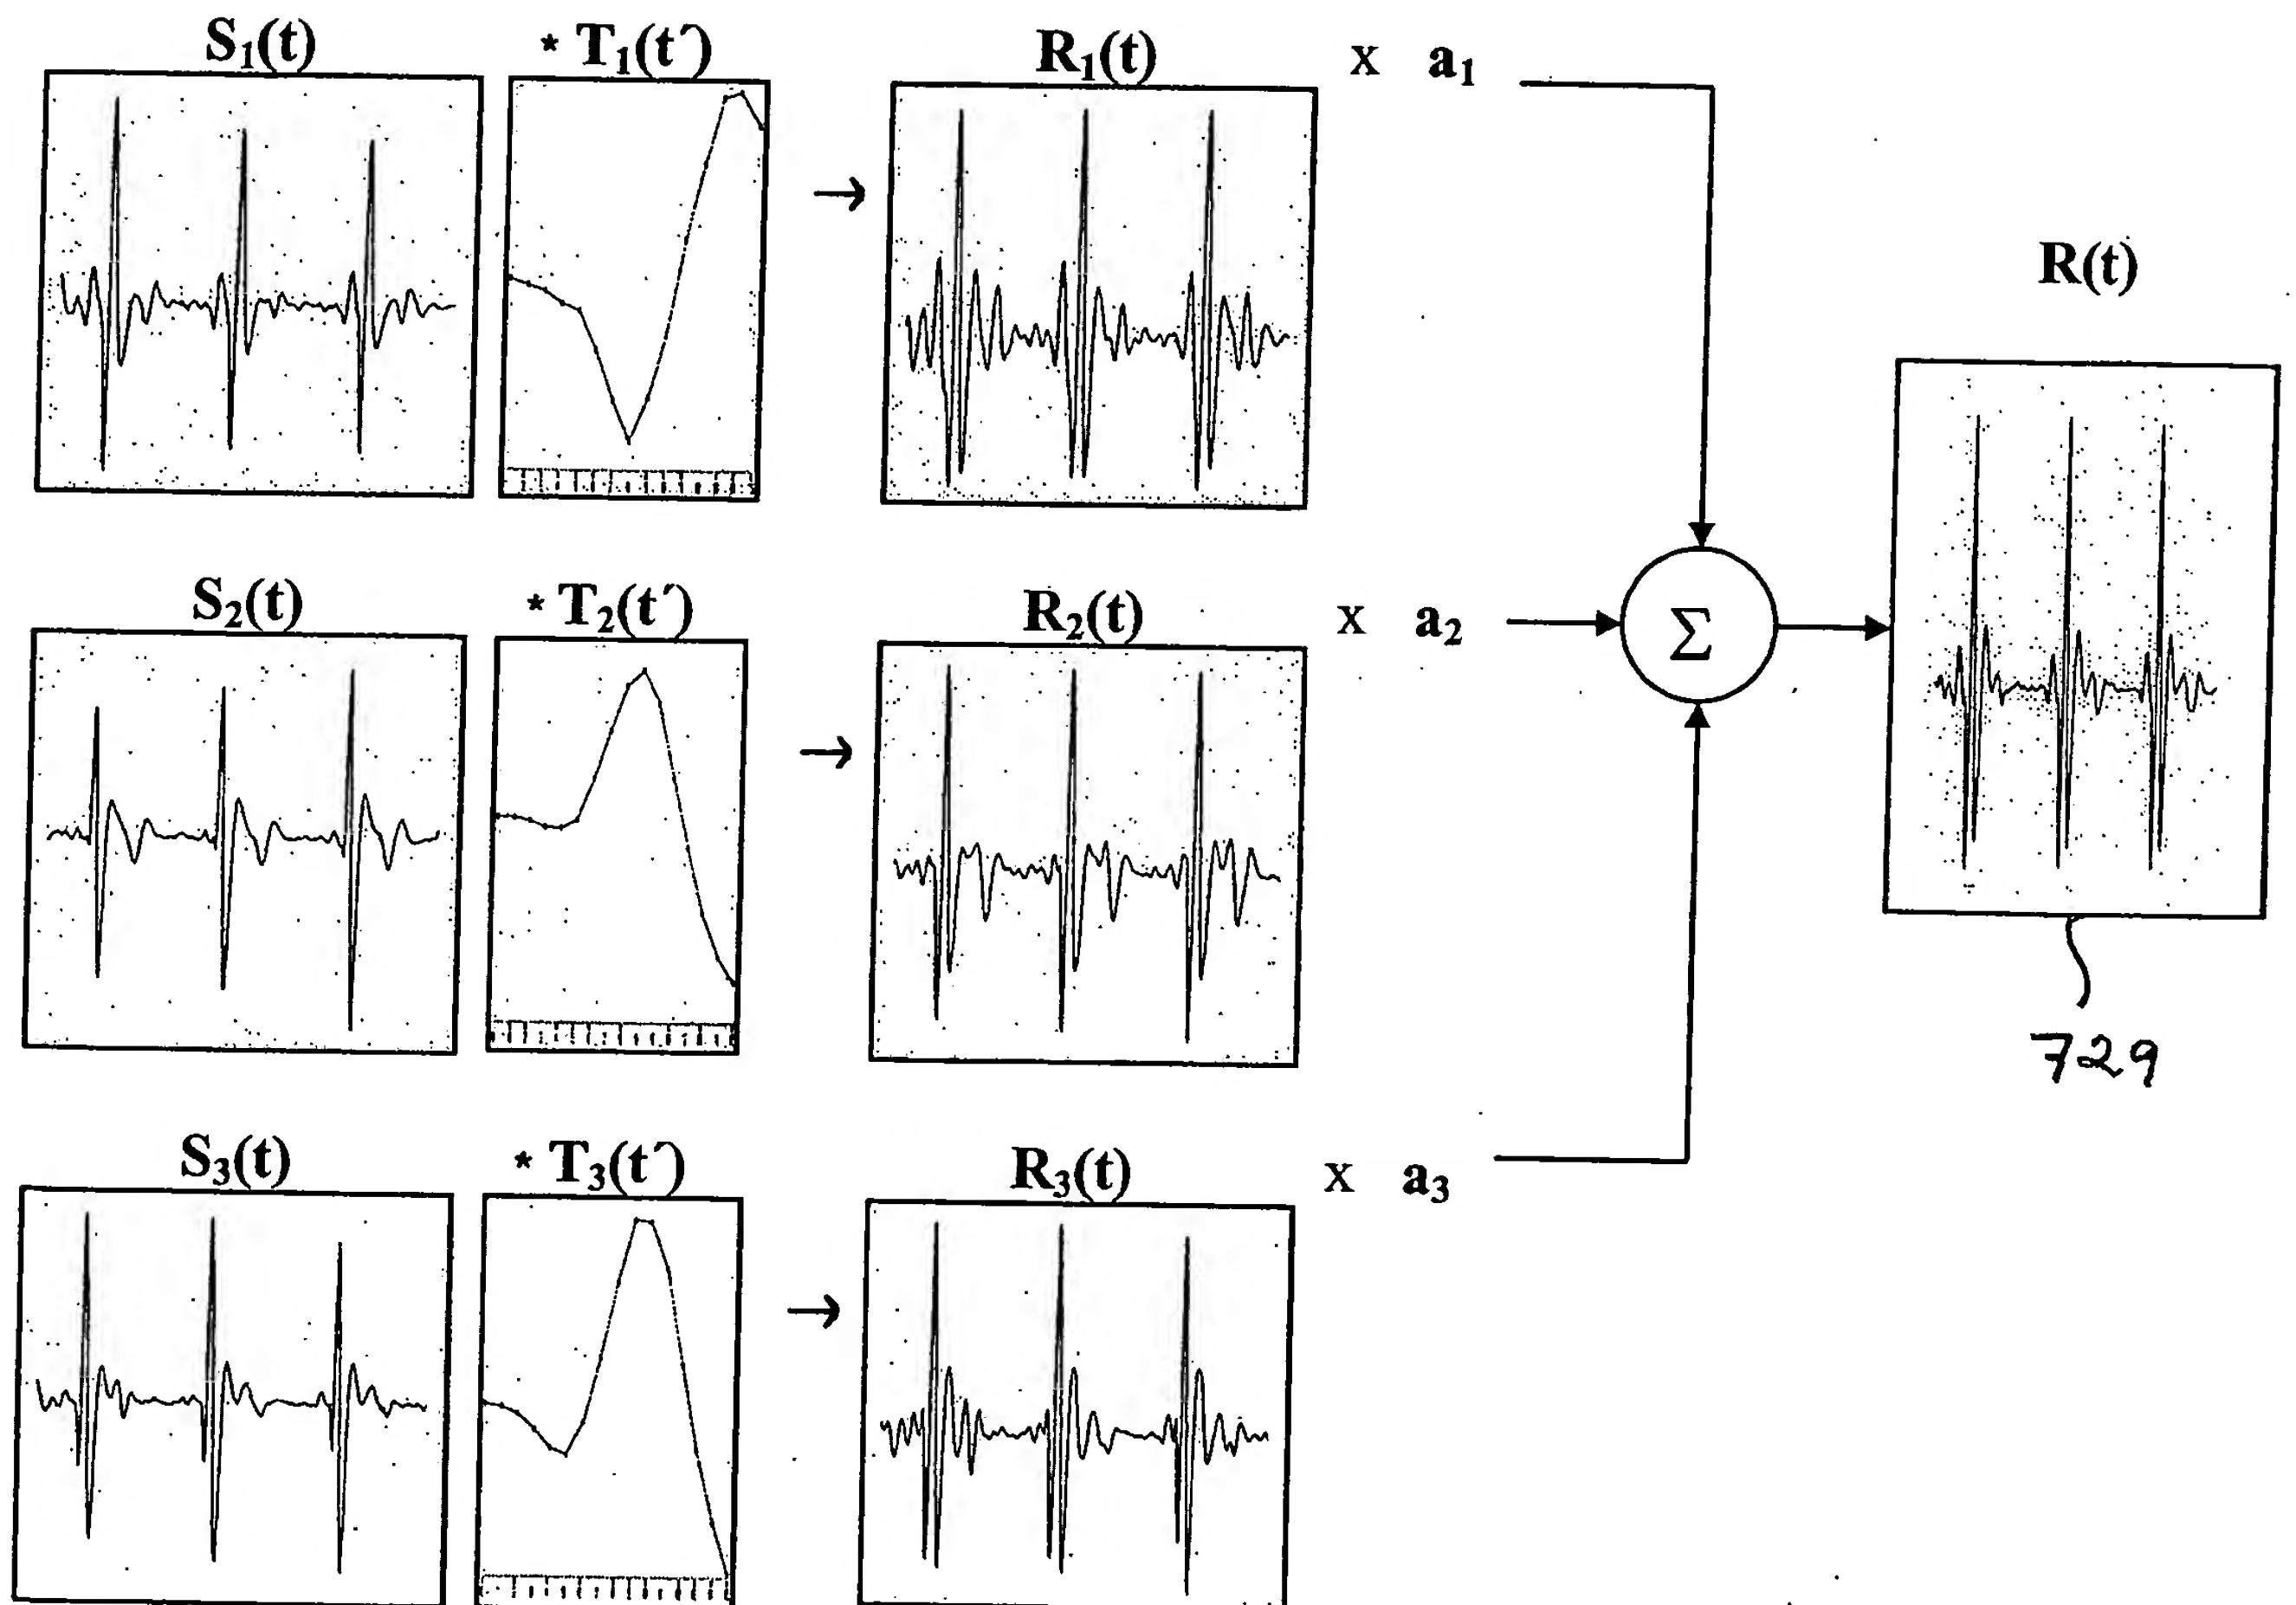 S₁(t) * T₁(t´) R₁(t) x a₁
R(t)
S₂(t) * T₂(t´) R₂(t) x a₂
Σ
729
S₃(t) * T₃(t´) R₃(t) x a₃